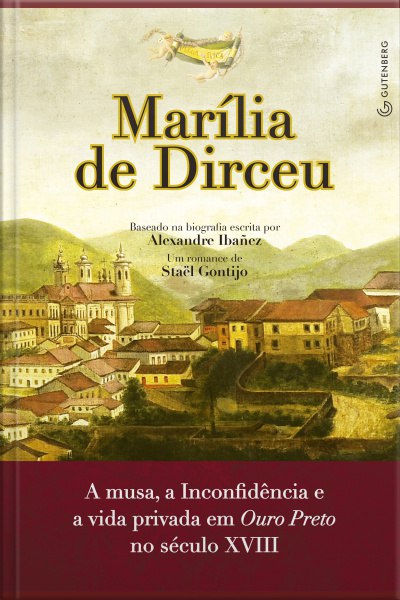 GUTENBERG
Marília
de Dirceu
Baseado na biografia escrita por
Alexandre Ibañez
Um romance de
Staël Gontijo
A musa, a Inconfidência e
a vida privada em Ouro Preto
no século XVIII